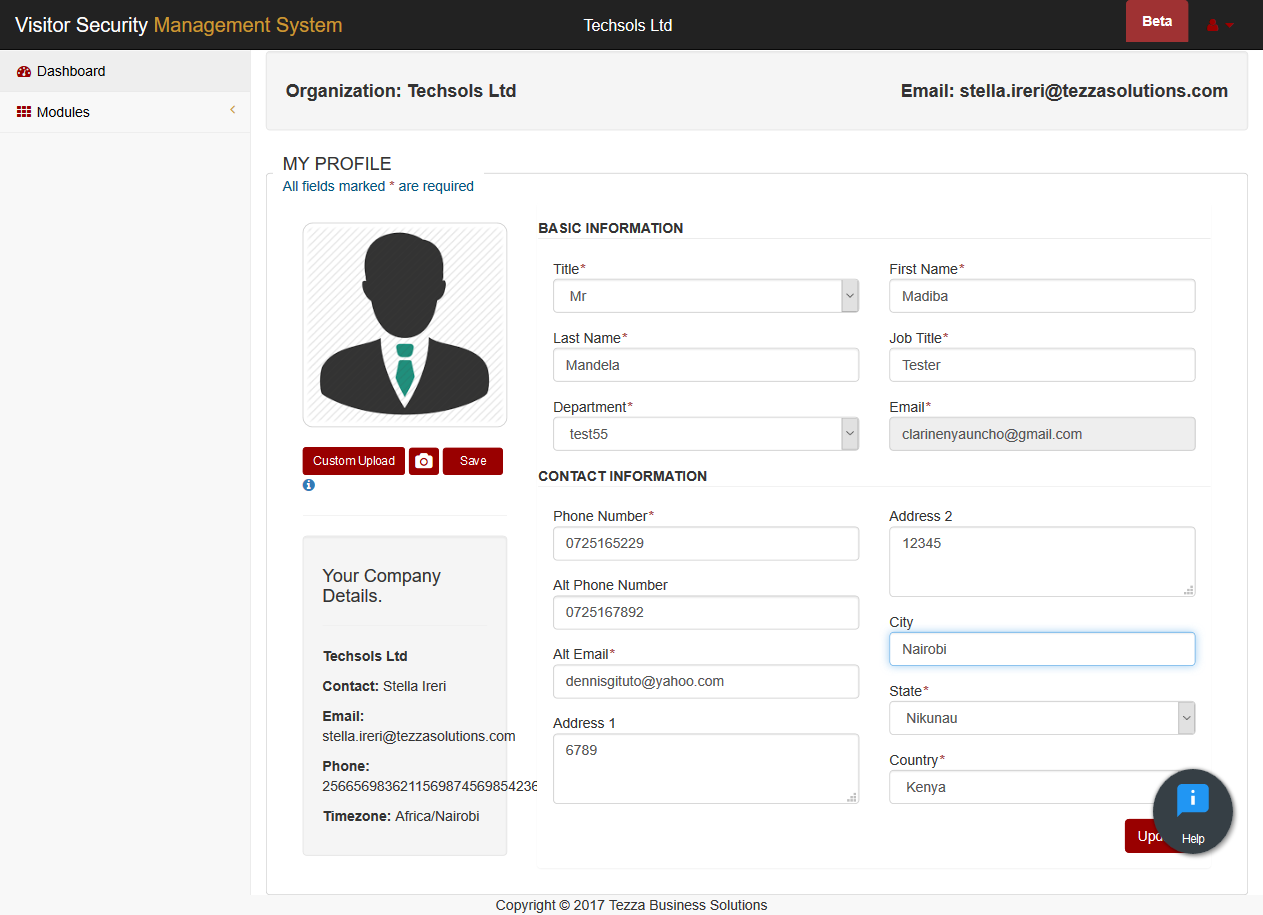 Visitor Security Management System
Techsols Ltd
Beta
Dashboard
Modules
Organization: Techsols Ltd
Email: stella.ireri@tezzasolutions.com
MY PROFILE
All fields marked * are required
Custom Upload
Save
Your Company
Details.
Techsols Ltd
Contact: Stella Ireri
Email:
stella.ireri@tezzasolutions.com
Phone:
2566569836211569874569854236
Timezone: Africa/Nairobi
BASIC INFORMATION
Title*
Mr
First Name*
Madiba
Last Name*
Mandela
Job Title*
Tester
Department*
test55
Email*
clarinenyauncho@gmail.com
CONTACT INFORMATION
Phone Number*
0725165229
Alt Phone Number
0725167892
Alt Email*
dennisgituto@yahoo.com
Address 1
6789
Address 2
12345
City
Nairobi
State*
Nikunau
Country*
Kenya
Help
Copyright © 2017 Tezza Business Solutions